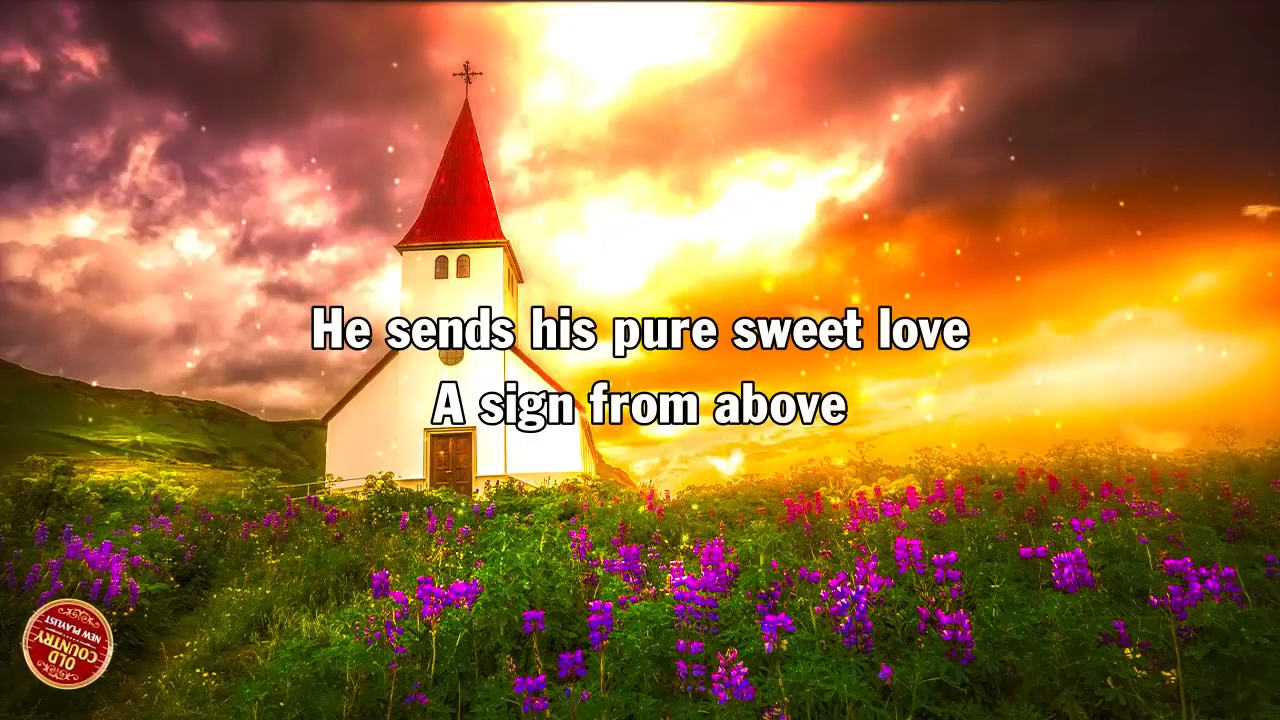 He sends his pure sweet love
A sign from above
OLD
COUNTRY
NEW PLAYLIST